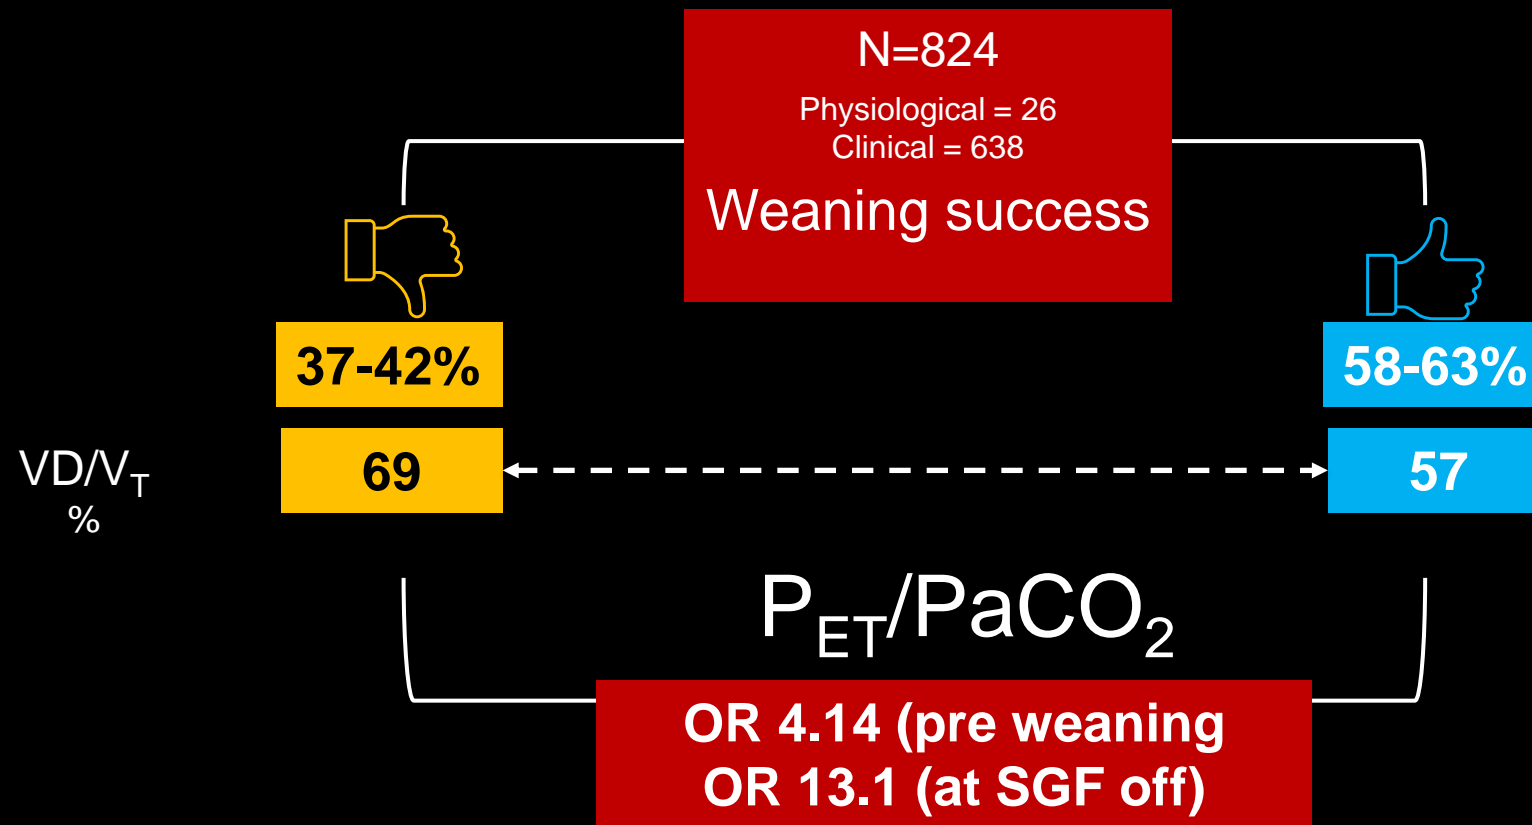 N=824
Physiological = 26
Clinical = 638
Weaning success
37-42%
58-63%
VD/VT
%
69
57
PET/PaCO2
OR 4.14 (pre weaning
OR 13.1 (at SGF off)